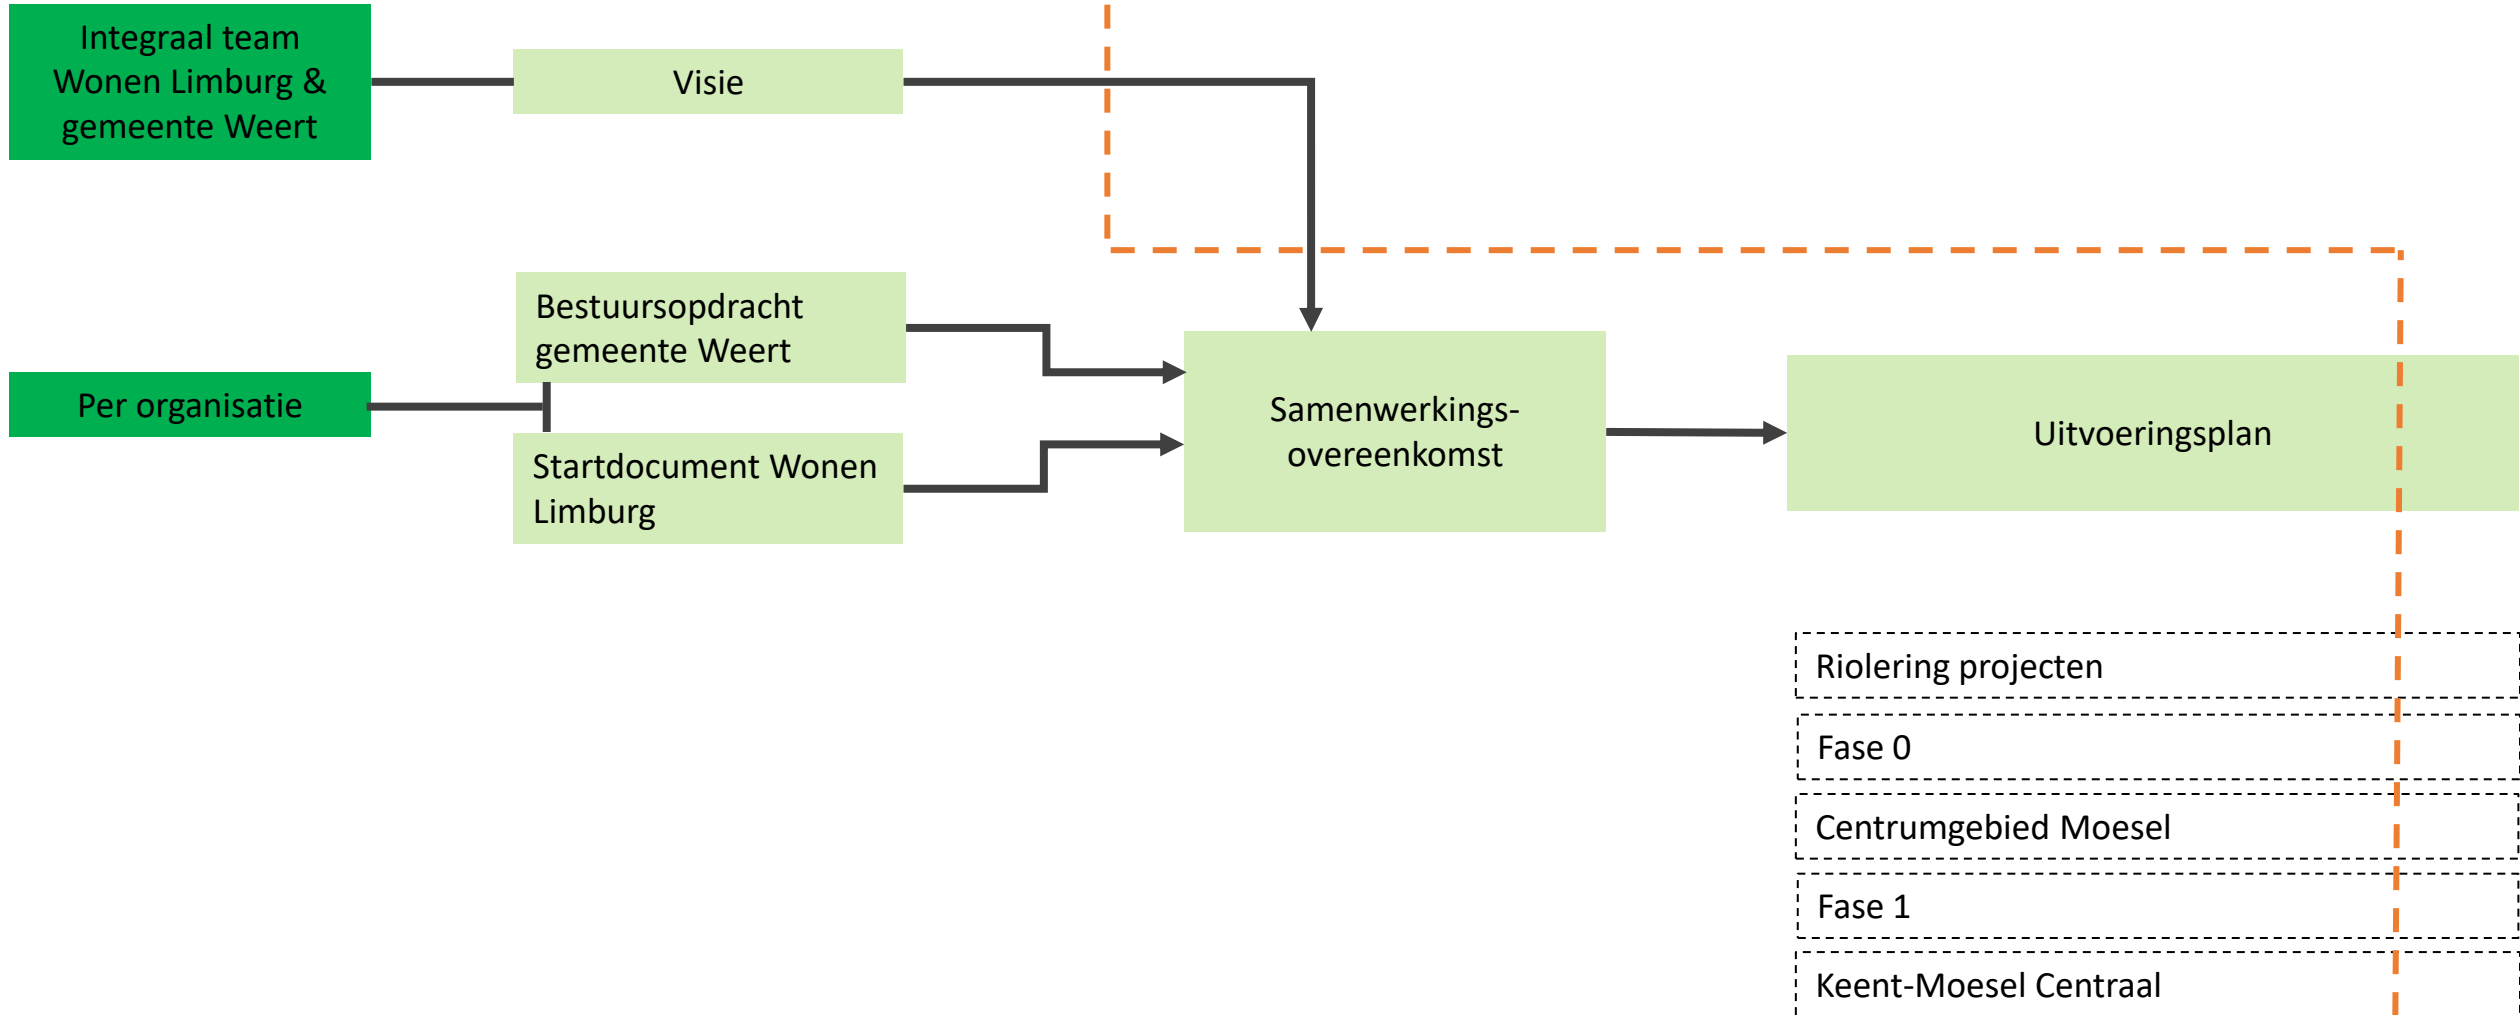 Integraal team
Wonen Limburg &
gemeente Weert
Visie
Bestuursopdracht
gemeente Weert
Per organisatie
Startdocument Wonen
Limburg
Samenwerkings-
overeenkomst
Uitvoeringsplan
Riolering projecten
Fase 0
Centrumgebied Moesel
Fase 1
Keent-Moesel Centraal